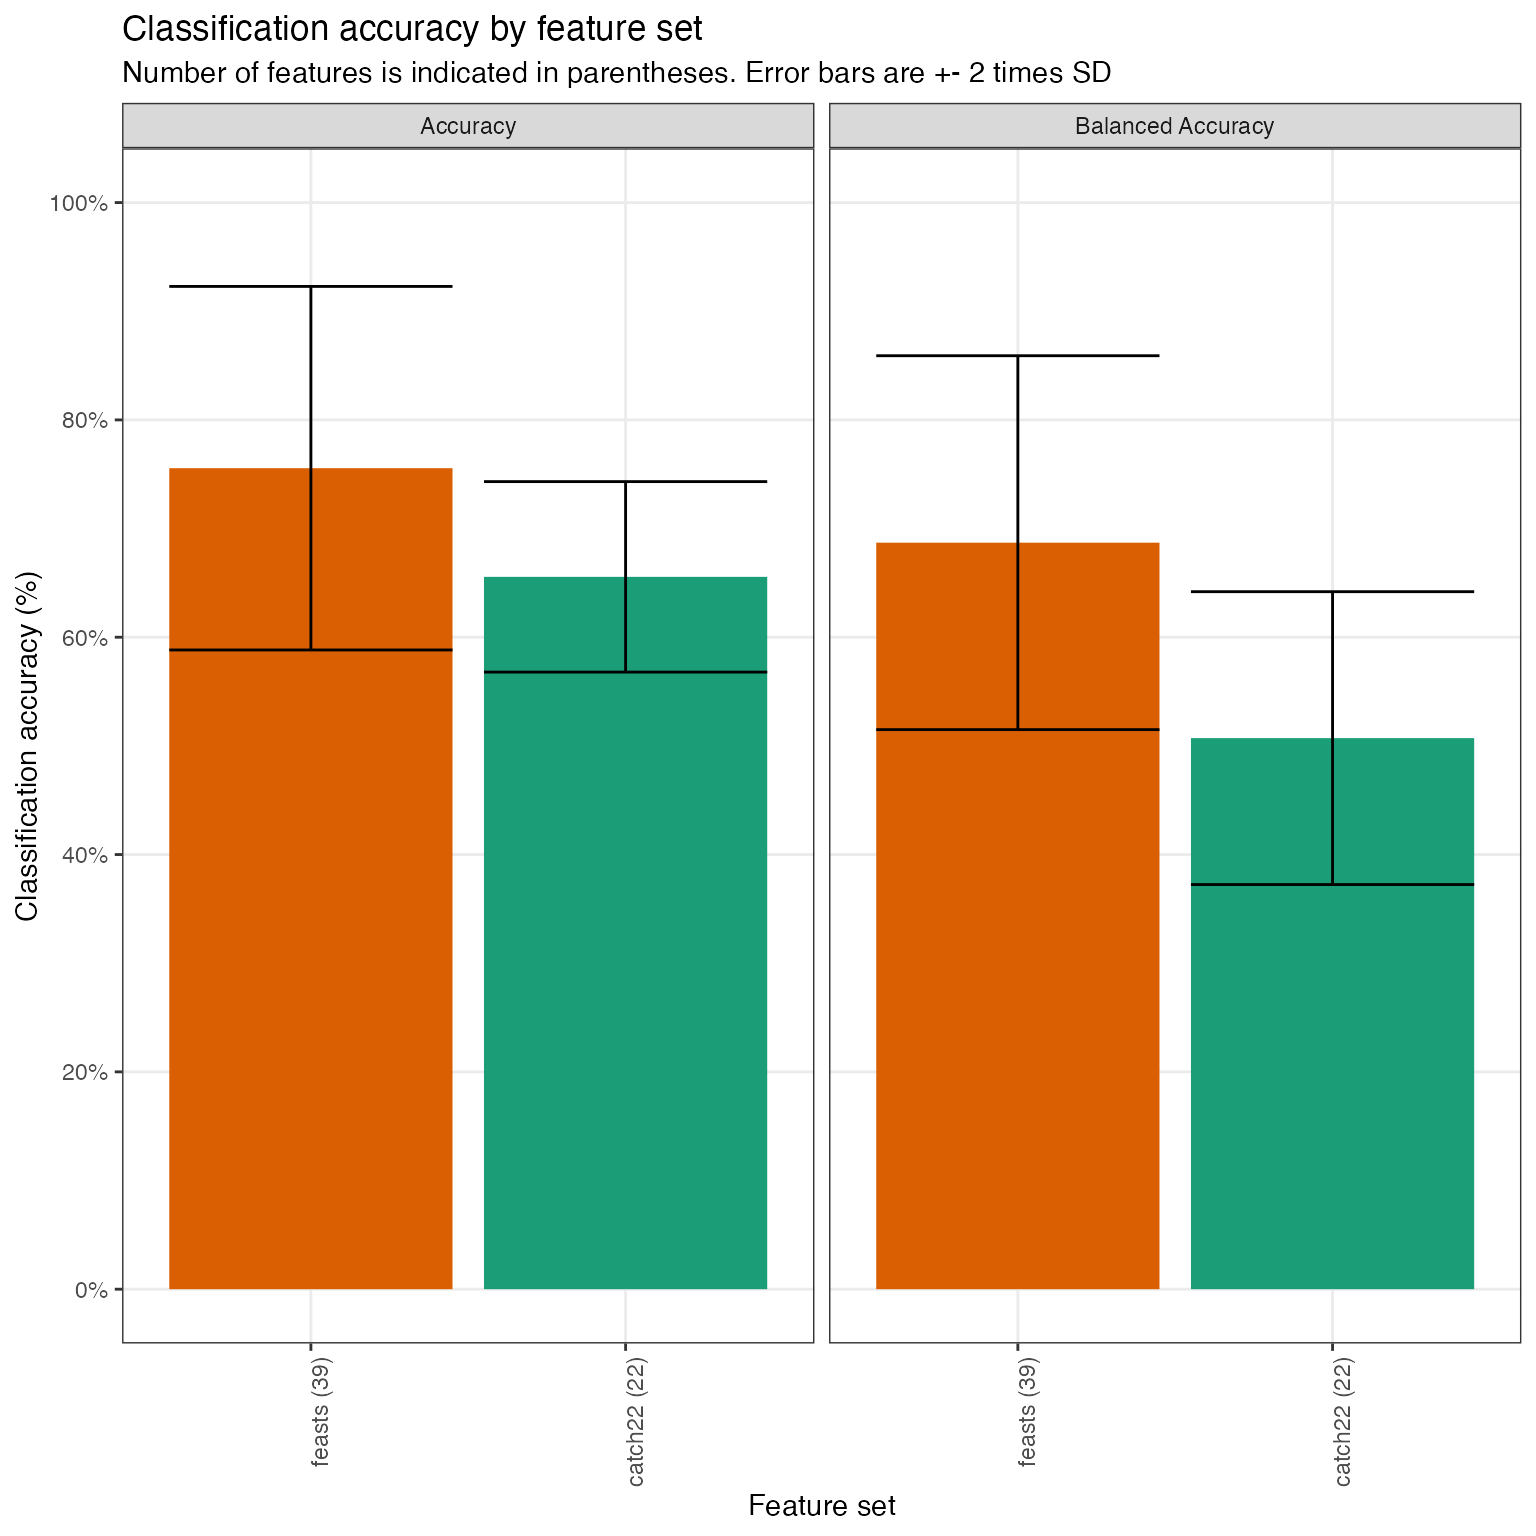 Classification accuracy by feature set
Number of features is indicated in parentheses. Error bars are +- 2 times SD
Accuracy
Balanced Accuracy
Classification accuracy (%)
100%
80%
60%
40%
20%
0%
feasts (39)
catch22 (22)
feasts (39)
catch22 (22)
Feature set